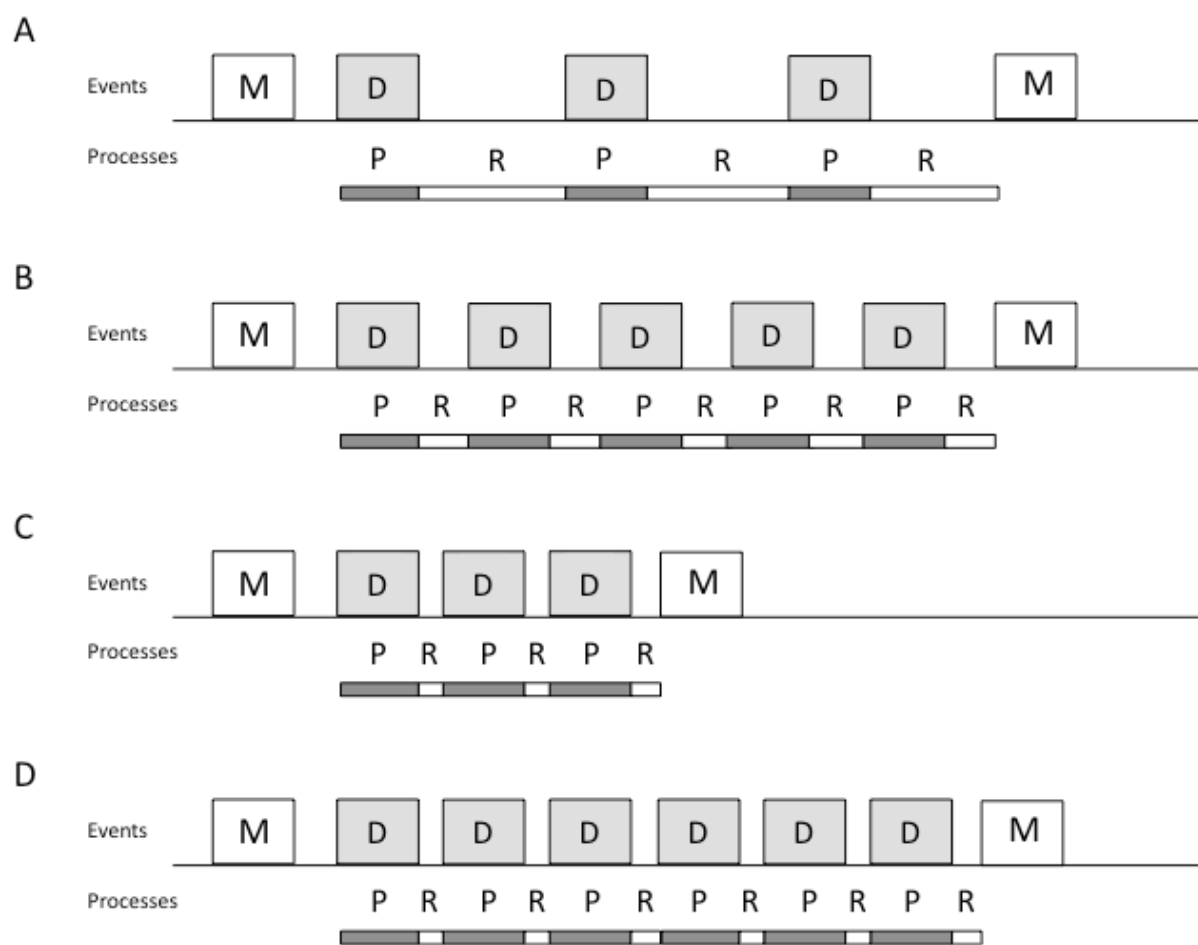 A
Events M D D D M
Processes P R P R P R
B
Events M D D D D D M
Processes P R P R P R P R P R
C
Events M D D D M
Processes P R P R P R
D
Events M D D D D D D M
Processes P R P R P R P R P R P R